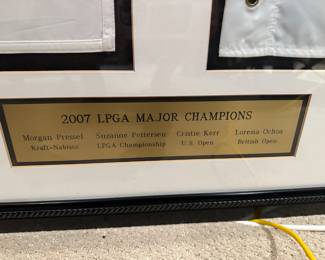 2007 LPGA MAJOR CHAMPIONS
Morgan Pressel Suzanne Pettersen Cristie Kerr Lorena Ochoa
Kraft-Nabisco LPGA Championship U.S. Open British Open